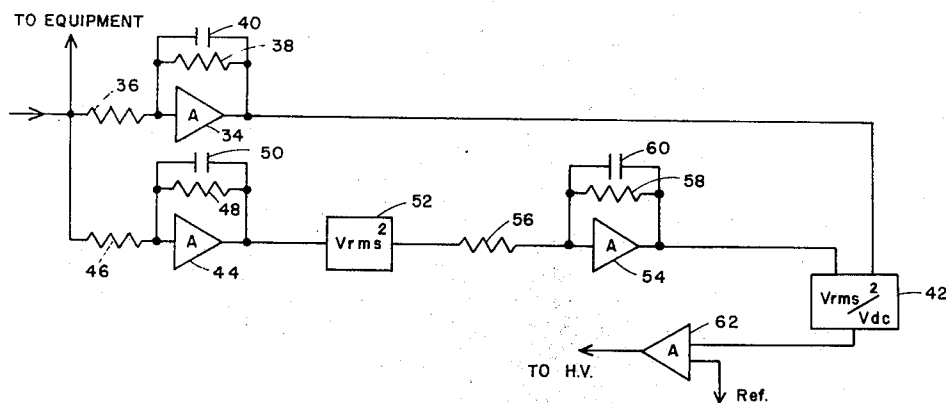 TO EQUIPMENT
40
38
36
A
34
50
60
48
58
52
Vrms²
56
46
A
44
A
54
Vrms²/Vdc
42
62
A
TO H.V.
Ref.